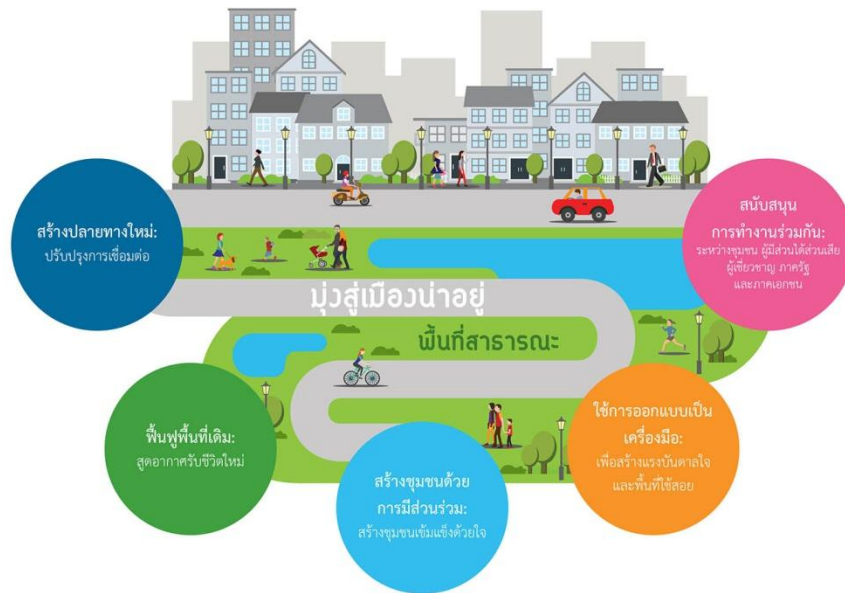 สร้างปลายทางใหม่:
ปรับปรุงการเชื่อมต่อ
สนับสนุน
การทำงานร่วมกัน:
ระหว่างชุมชน ผู้มีส่วนได้ส่วนเสีย
ผู้เชี่ยวชาญ ภาครัฐ
และภาคเอกชน
มุ่งสู่เมืองน่าอยู่
พื้นที่สาธารณะ
ฟื้นฟูพื้นที่เดิม:
สูดอากาศรับชีวิตใหม่
สร้างชุมชนด้วย
การมีส่วนร่วม:
สร้างชุมชนเข้มแข็งด้วยใจ
ใช้การออกแบบเป็น
เครื่องมือ:
เพื่อสร้างแรงบันดาลใจ
และพื้นที่ใช้สอย